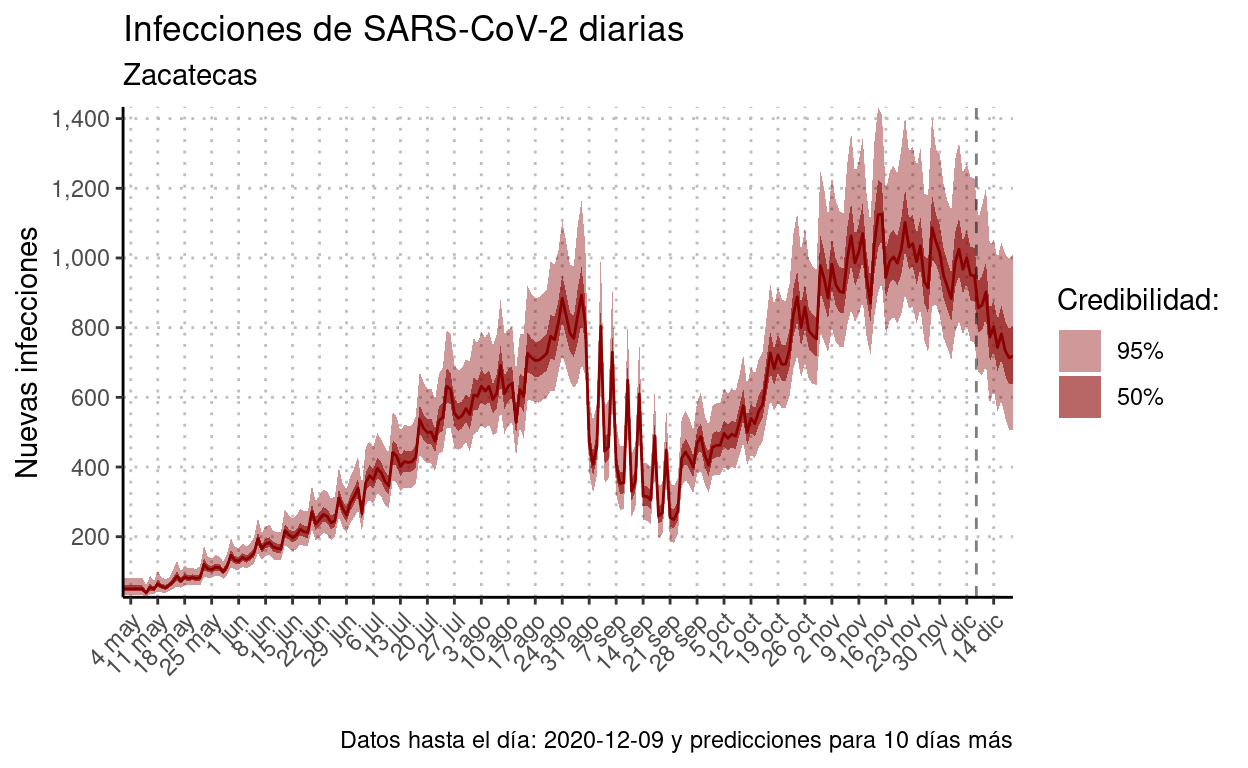 Infecciones de SARS-CoV-2 diarias
Zacatecas
Nuevas infecciones
1,400
1,200
1,000
800
600
400
200
4 may
11 may
18 may
25 may
1 jun
8 jun
15 jun
22 jun
29 jun
6 jul
13 jul
20 jul
27 jul
3 ago
10 ago
17 ago
24 ago
31 ago
7 sep
14 sep
21 sep
28 sep
5 oct
12 oct
19 oct
26 oct
2 nov
9 nov
16 nov
23 nov
30 nov
7 dic
14 dic
Credibilidad:
95%
50%
Datos hasta el día: 2020-12-09 y predicciones para 10 días más